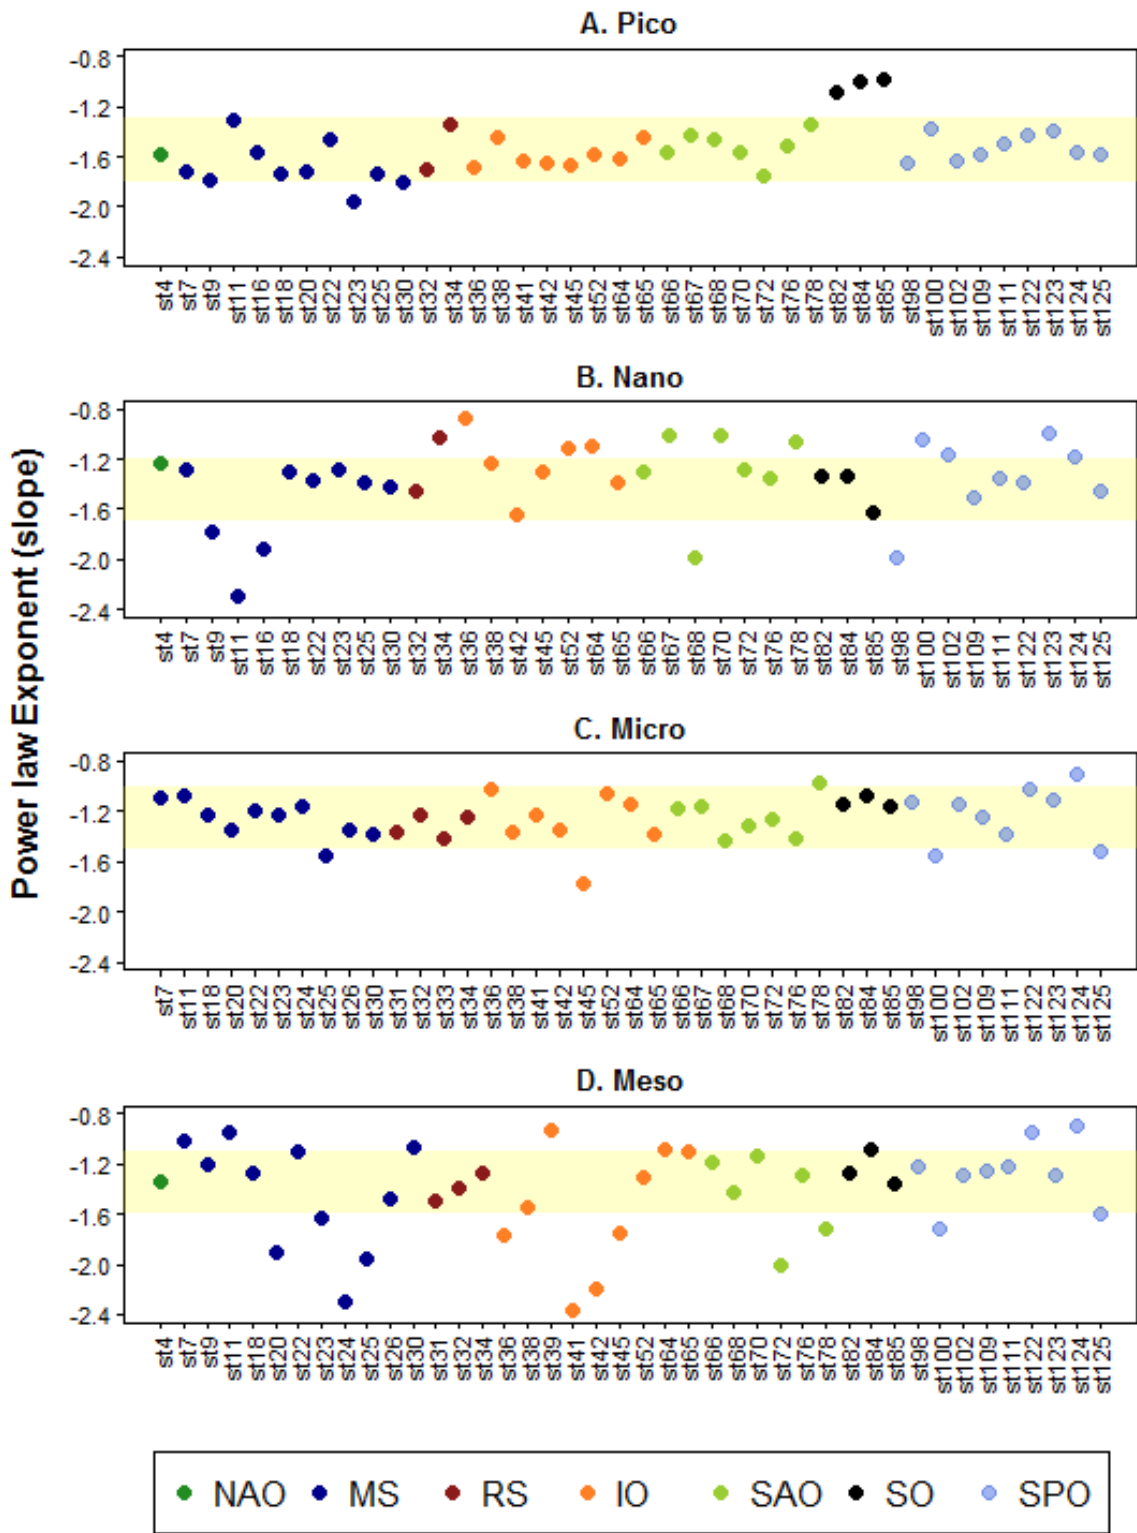 A. Pico
-0.8
-1.2
-1.6
-2.0
-2.4
st4 st7 st9 st11 st16 st18 st20 st22 st23 st25 st30 st32 st34 st36 st38 st41 st42 st45 st52 st64 st65 st66 st67 st68 st70 st72 st76 st78 st82 st84 st85 st98 st100 st102 st109 st111 st122 st123 st124 st125
B. Nano
-0.8
-1.2
-1.6
-2.0
-2.4
st4 st7 st9 st11 st16 st18 st22 st23 st25 st30 st32 st34 st36 st38 st42 st45 st52 st64 st65 st66 st67 st68 st70 st72 st76 st78 st82 st84 st85 st98 st100 st102 st109 st111 st122 st123 st124 st125
Power law Exponent (slope)
C. Micro
-0.8
-1.2
-1.6
-2.0
-2.4
st7 st11 st18 st20 st22 st23 st24 st25 st26 st30 st31 st32 st33 st34 st36 st38 st41 st42 st45 st52 st64 st65 st66 st67 st68 st70 st72 st76 st78 st82 st84 st85 st98 st100 st102 st109 st111 st122 st123 st124 st125
D. Meso
-0.8
-1.2
-1.6
-2.0
-2.4
st4 st7 st9 st11 st18 st20 st22 st23 st24 st25 st26 st30 st31 st32 st34 st36 st38 st39 st41 st42 st45 st52 st64 st65 st66 st68 st70 st72 st76 st78 st82 st84 st85 st98 st100 st102 st109 st111 st122 st123 st124 st125
NAO MS RS IO SAO SO SPO